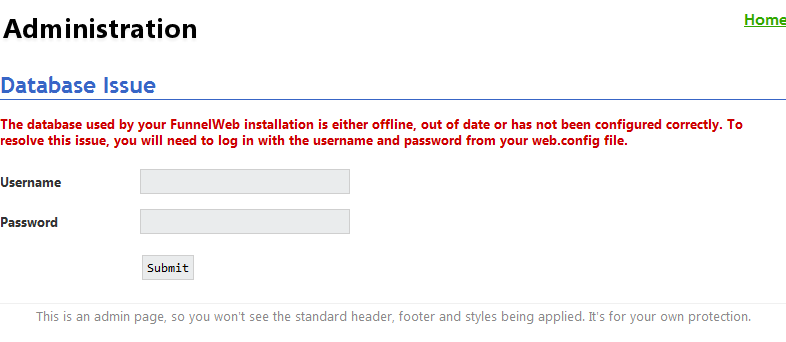 Administration
Home
Database Issue
The database used by your FunnelWeb installation is either offline, out of date or has not been configured correctly. To
resolve this issue, you will need to log in with the username and password from your web.config file.
Username
Password
Submit
This is an admin page, so you won't see the standard header, footer and styles being applied. It's for your own protection.